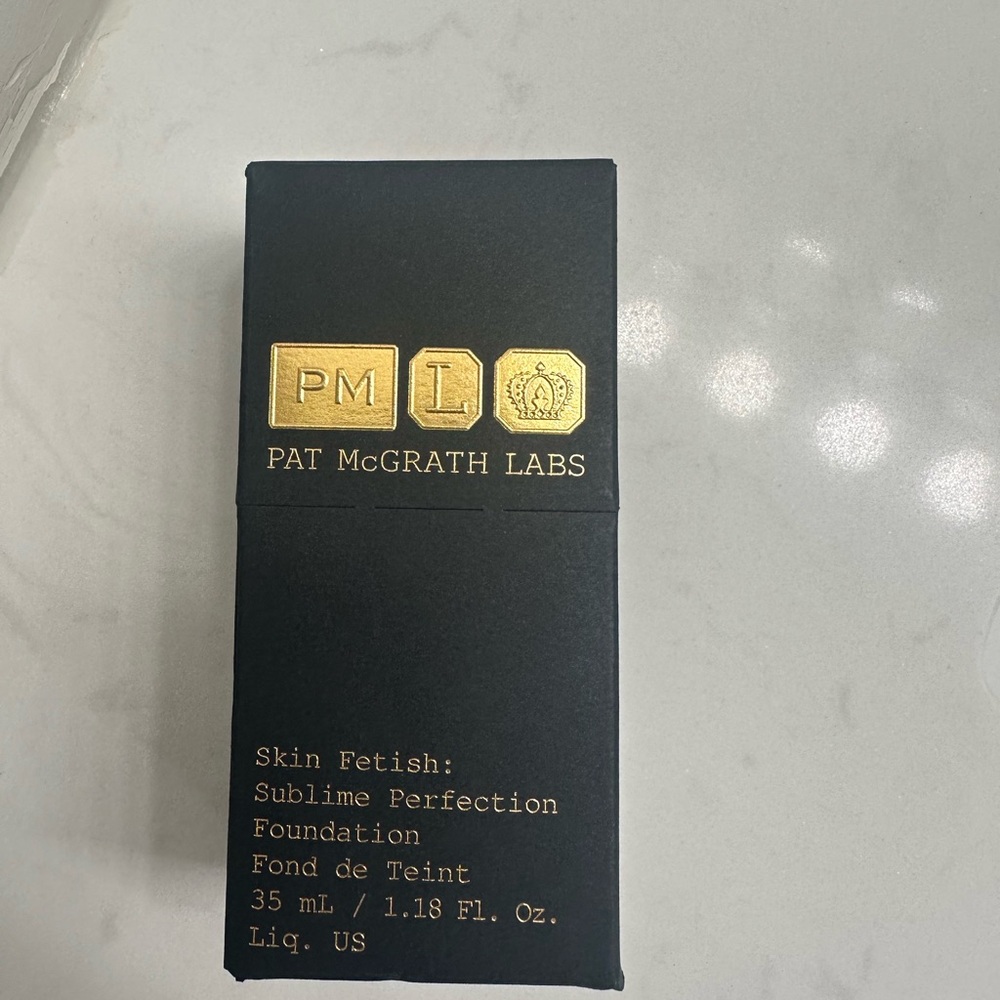 PM L
PAT McGRATH LABS
Skin Fetish:
Sublime Perfection
Foundation
Fond de Teint
35 mL / 1.18 Fl. Oz.
Liq. US